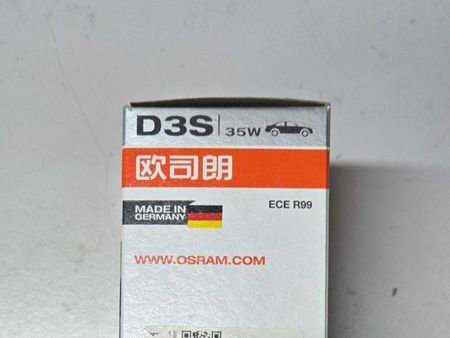 D3S 35W
欧司朗
ECE R99
MADE IN
GERMANY
WWW.OSRAM.COM